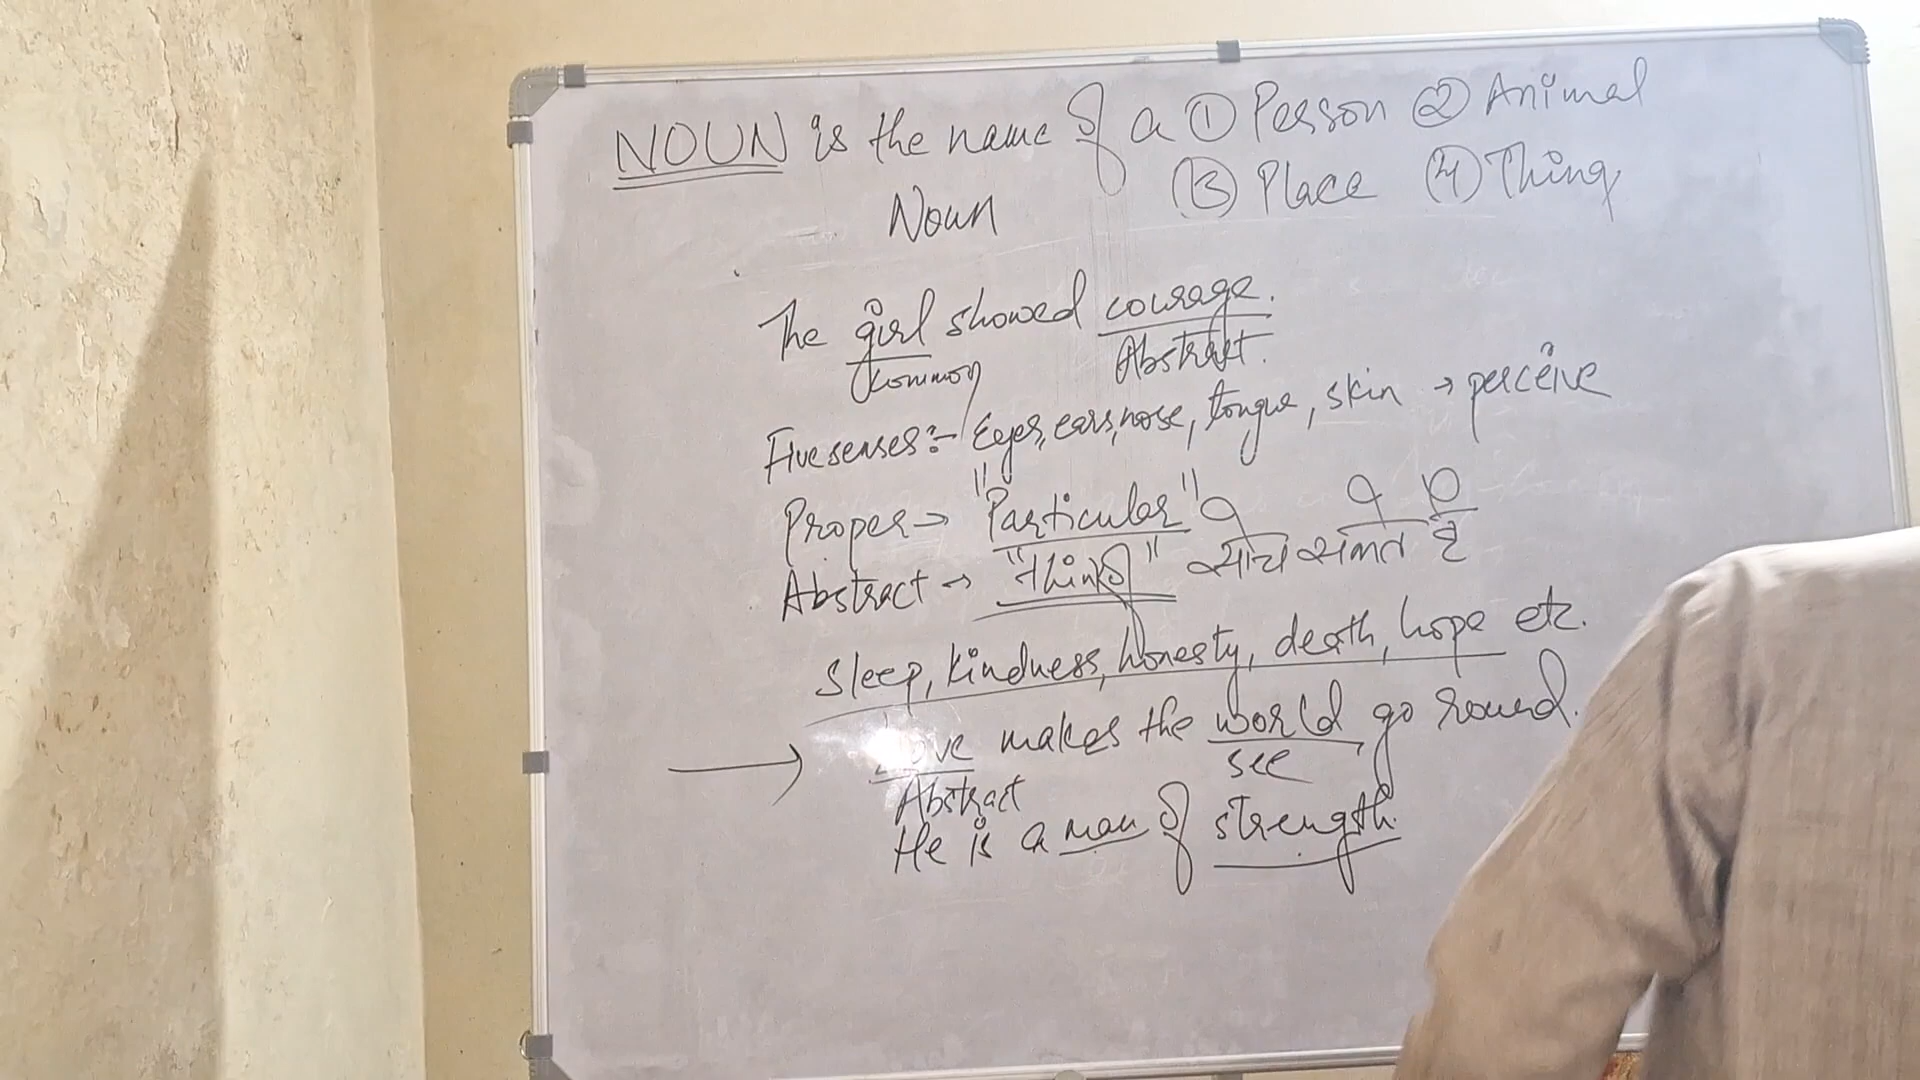 NOUN is the name of a ① Person ② Animal
③ Place ④ Thing
Noun
The girl showed courage.
Common Abstract.
Five senses:- Eyes, ears, nose, tongue, skin → perceive
Proper → "Particular"
Abstract → "think"
Sleep, kindness, honesty, death, hope etc.
→ Love makes the world go round.
Abstract see
He is a man of strength.